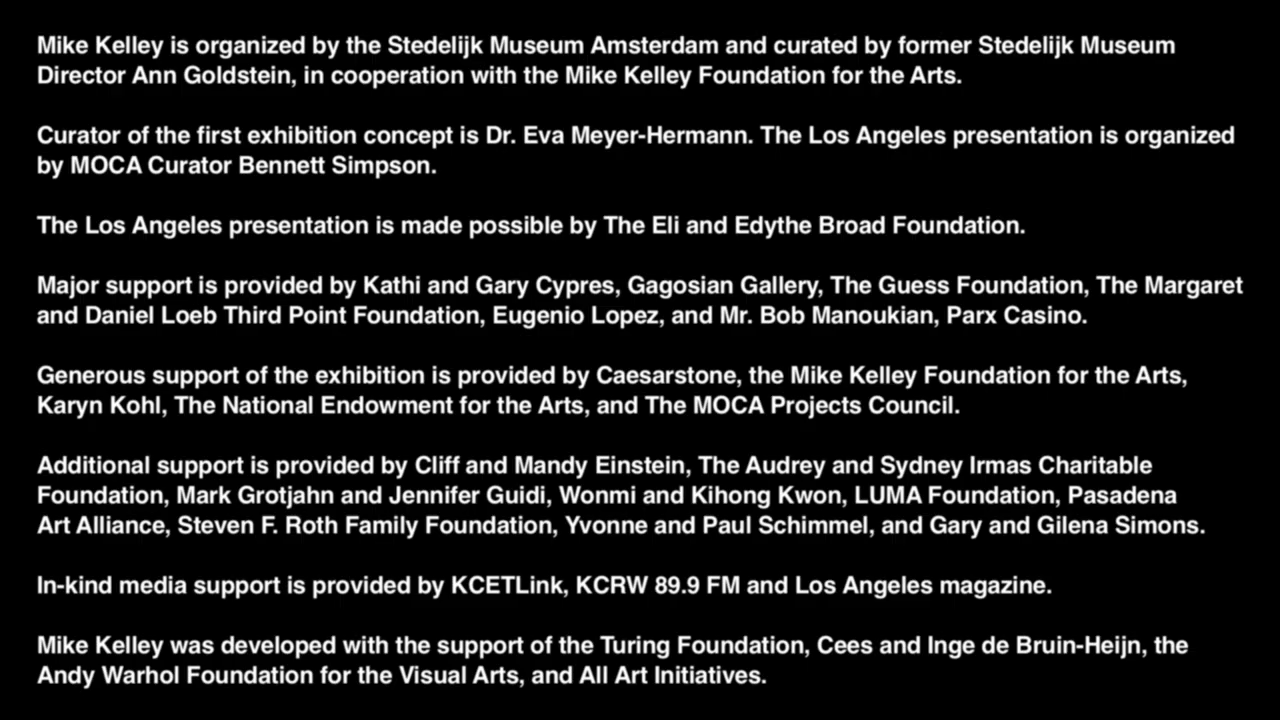 Mike Kelley is organized by the Stedelijk Museum Amsterdam and curated by former Stedelijk Museum
Director Ann Goldstein, in cooperation with the Mike Kelley Foundation for the Arts.
Curator of the first exhibition concept is Dr. Eva Meyer-Hermann. The Los Angeles presentation is organized
by MOCA Curator Bennett Simpson.
The Los Angeles presentation is made possible by The Eli and Edythe Broad Foundation.
Major support is provided by Kathi and Gary Cypres, Gagosian Gallery, The Guess Foundation, The Margaret
and Daniel Loeb Third Point Foundation, Eugenio Lopez, and Mr. Bob Manoukian, Parx Casino.
Generous support of the exhibition is provided by Caesarstone, the Mike Kelley Foundation for the Arts,
Karyn Kohl, The National Endowment for the Arts, and The MOCA Projects Council.
Additional support is provided by Cliff and Mandy Einstein, The Audrey and Sydney Irmas Charitable
Foundation, Mark Grotjahn and Jennifer Guidi, Wonmi and Kihong Kwon, LUMA Foundation, Pasadena
Art Alliance, Steven F. Roth Family Foundation, Yvonne and Paul Schimmel, and Gary and Gilena Simons.
In-kind media support is provided by KCETLink, KCRW 89.9 FM and Los Angeles magazine.
Mike Kelley was developed with the support of the Turing Foundation, Cees and Inge de Bruin-Heijn, the
Andy Warhol Foundation for the Visual Arts, and All Art Initiatives.